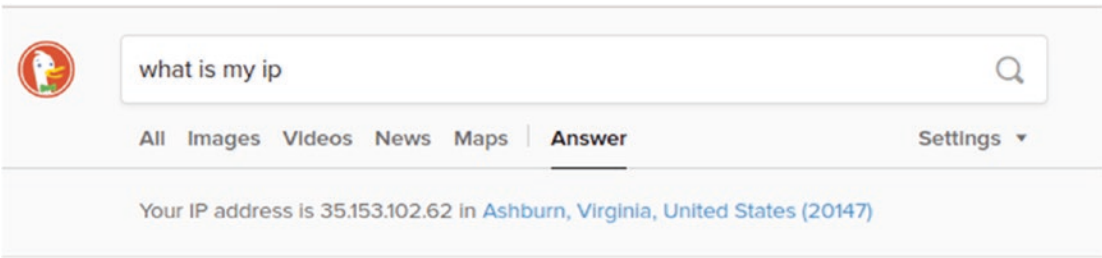 what is my ip
All Images Videos News Maps Answer Settings
Your IP address is 35.153.102.62 in Ashburn, Virginia, United States (20147)